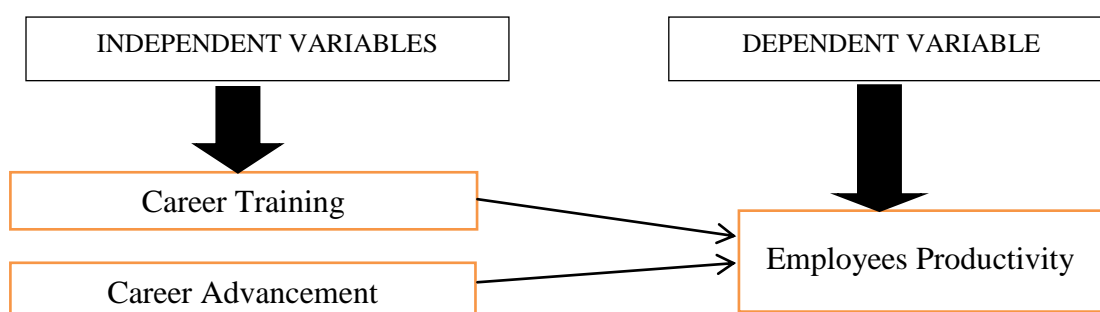 INDEPENDENT VARIABLES
DEPENDENT VARIABLE
Career Training
Employees Productivity
Career Advancement